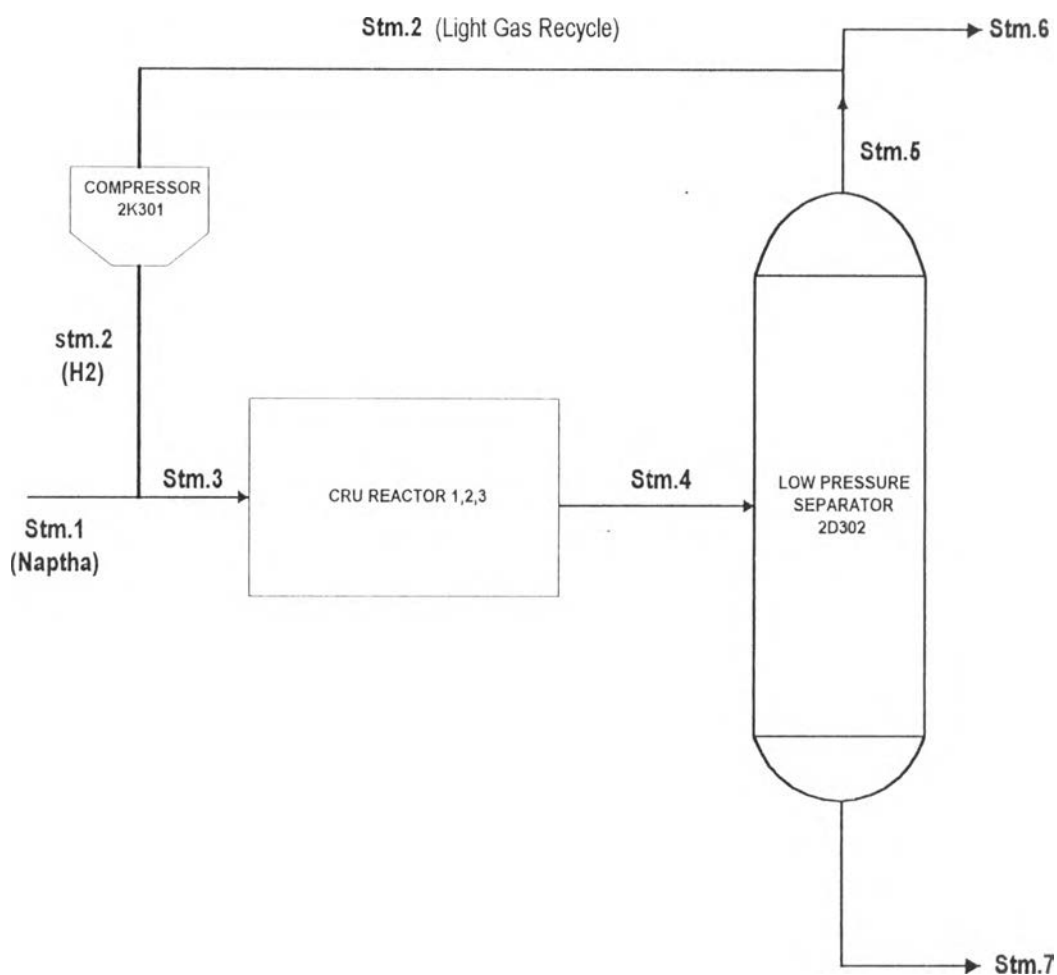 Stm.2 (Light Gas Recycle)
Stm.6
Stm.5
COMPRESSOR
2K301
stm.2
(H2)
Stm.3
CRU REACTOR 1,2,3
Stm.4
LOW PRESSURE
SEPARATOR
2D302
Stm.1
(Naptha)
Stm.7